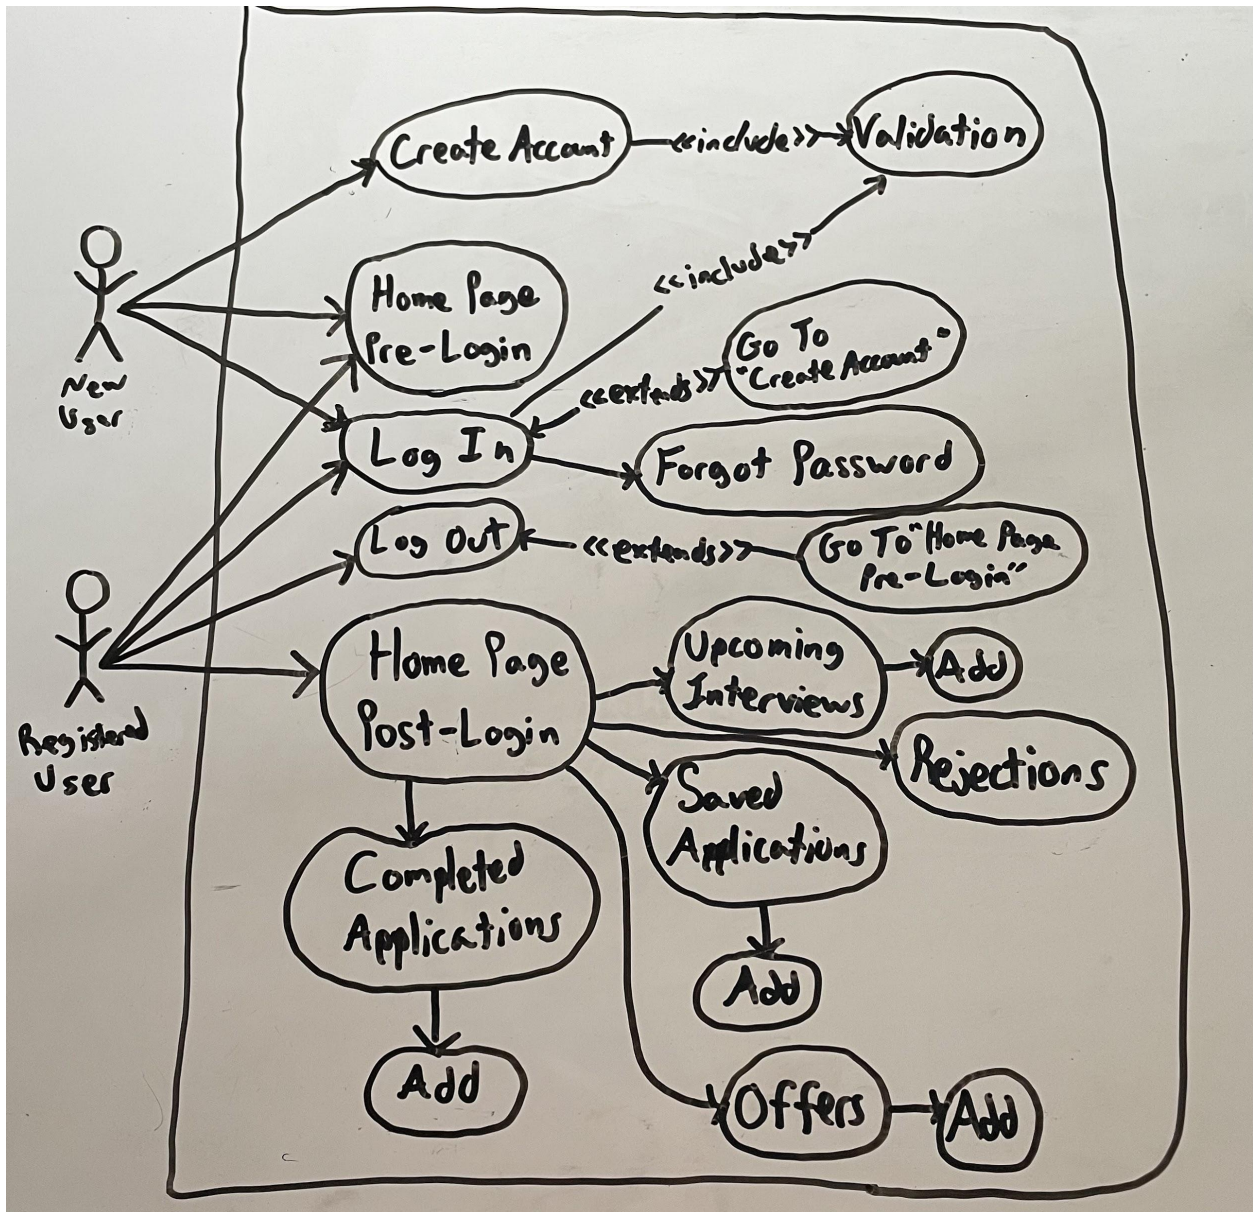 Create Account
<<include>>
Validation
New
User
Home Page
Pre-Login
<<include>>
Go To
"Create Account"
<<extends>>
Log In
Forgot Password
Log Out
<<extends>>
Go To "Home Page
Pre-Login"
Registered
User
Home Page
Post-Login
Upcoming
Interviews
Add
Rejections
Saved
Applications
Add
Completed
Applications
Add
Offers
Add